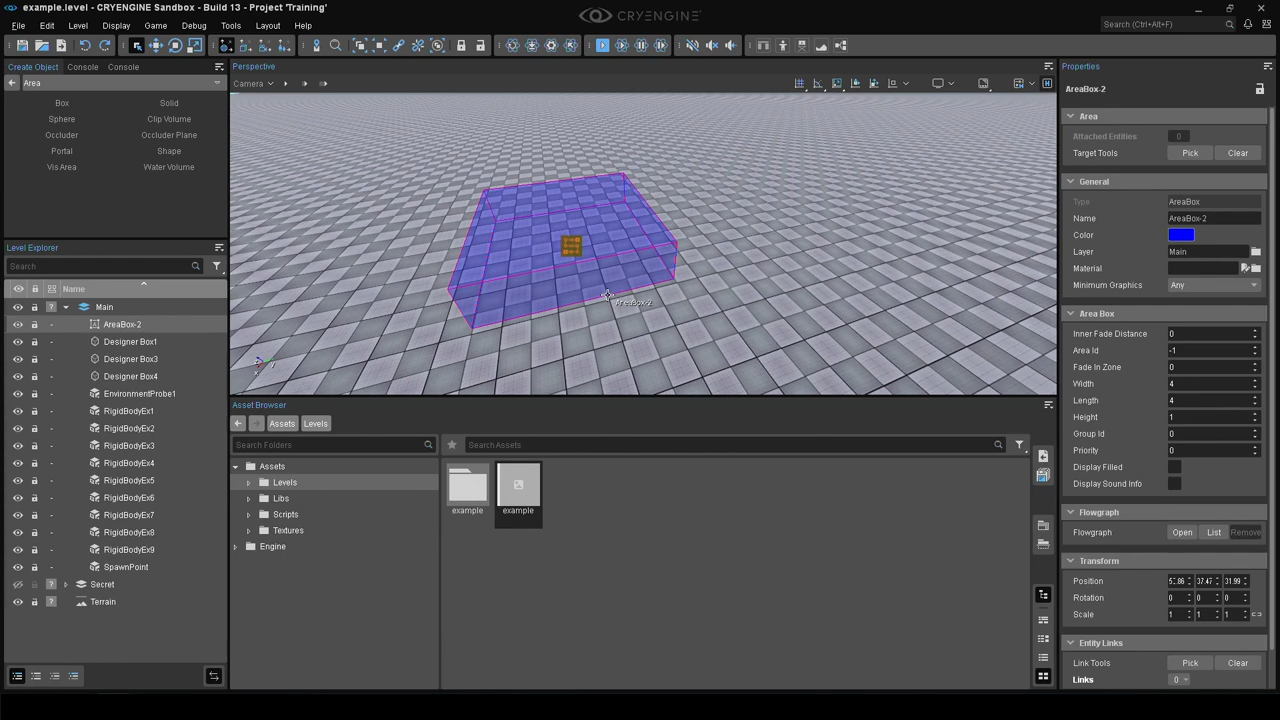 example.level - CRYENGINE Sandbox - Build 13 - Project 'Training'
CRYENGINE
File Edit Level Display Game Debug Tools Layout Help
Search (Ctrl+Alt+F)
Create Object Console Console
Area
Box Solid
Sphere Clip Volume
Occluder Occluder Plane
Portal Shape
Vis Area Water Volume
Level Explorer
Search
Name
? Main
AreaBox-2
Designer Box1
Designer Box3
Designer Box4
EnvironmentProbe1
RigidBodyEx1
RigidBodyEx2
RigidBodyEx3
RigidBodyEx4
RigidBodyEx5
RigidBodyEx6
RigidBodyEx7
RigidBodyEx8
RigidBodyEx9
SpawnPoint
? Secret
? Terrain
Perspective
Camera
AreaBox-2
Asset Browser
Assets Levels
Search Folders
Search Assets
Assets
Levels
Libs
Scripts
Textures
Engine
example example
Properties
AreaBox-2
Area
Attached Entities 0
Target Tools Pick Clear
General
Type AreaBox
Name AreaBox-2
Color
Layer Main
Material
Minimum Graphics Any
Area Box
Inner Fade Distance 0
Area Id -1
Fade In Zone 0
Width 4
Length 4
Height 1
Group Id 0
Priority 0
Display Filled
Display Sound Info
Flowgraph
Flowgraph Open List Remove
Transform
Position 37.47 31.99
Rotation 0 0 0
Scale 1 1 1
Entity Links
Link Tools Pick Clear
Links 0